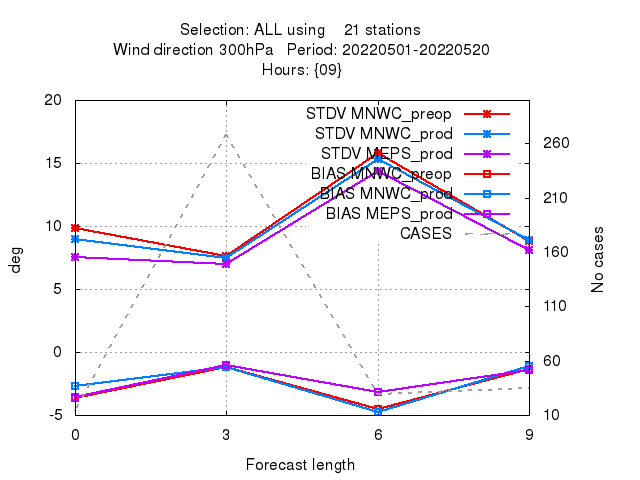 Selection: ALL using    21 stations
Wind direction 300hPa   Period: 20220501-20220520
Hours: {09}
STDV MNWC_preop
STDV MNWC_prod
STDV MEPS_prod
BIAS MNWC_preop
BIAS MNWC_prod
BIAS MEPS_prod
CASES
20
15
10
5
0
-5
deg
260
210
160
110
60
10
No cases
0 3 6 9
Forecast length